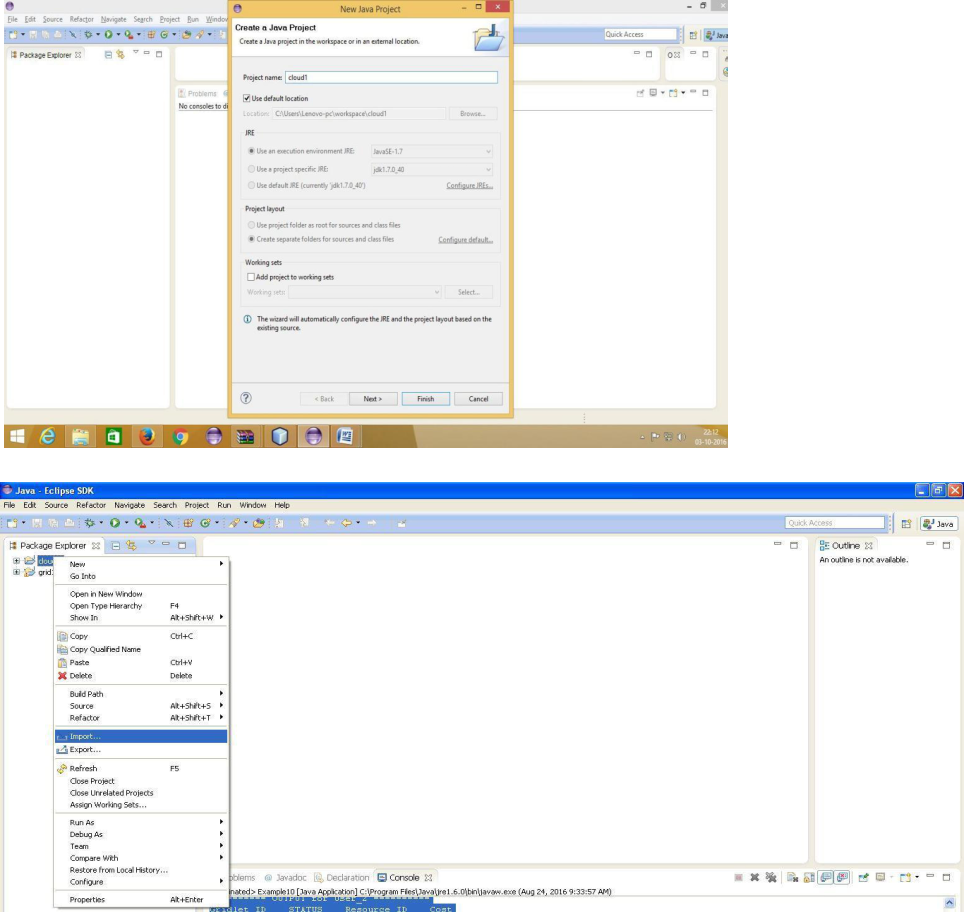 New Java Project
File Edit Source Refactor Navigate Search Project Run Window
Create a Java Project
Create a Java project in the workspace or in an external location.
Quick Access
Java
Package Explorer
Problems
No consoles to di
Project name: cloud1
Use default location
Location: C:\Users\Lenovo-pc\workspace\cloud1 Browse...
JRE
Use an execution environment JRE: JavaSE-1.7
Use a project specific JRE: jdk1.7.0_40
Use default JRE (currently 'jdk1.7.0_40') Configure JREs...
Project layout
Use project folder as root for sources and class files
Create separate folders for sources and class files Configure default...
Working sets
Add project to working sets
Working sets: Select...
The wizard will automatically configure the JRE and the project layout based on the
existing source.
< Back Next > Finish Cancel
22:12
03-10-2016
Java - Eclipse SDK
File Edit Source Refactor Navigate Search Project Run Window Help
Quick Access
Java
Package Explorer
Outline
An outline is not available.
clou
grid
New
Go Into
Open in New Window
Open Type Hierarchy F4
Show In Alt+Shift+W
Copy Ctrl+C
Copy Qualified Name
Paste Ctrl+V
Delete Delete
Build Path
Source Alt+Shift+S
Refactor Alt+Shift+T
Import...
Export...
Refresh F5
Close Project
Close Unrelated Projects
Assign Working Sets...
Run As
Debug As
Team
Compare With
Restore from Local History...
Configure
Properties Alt+Enter
oblems Javadoc Declaration Console
nated> Example10 [Java Application] C:\Program Files\Java\jre1.6.0\bin\javaw.exe (Aug 24, 2016 9:33:57 AM)
======= OUTPUT for User_2 ==========
Gridlet ID STATUS Resource ID Cost